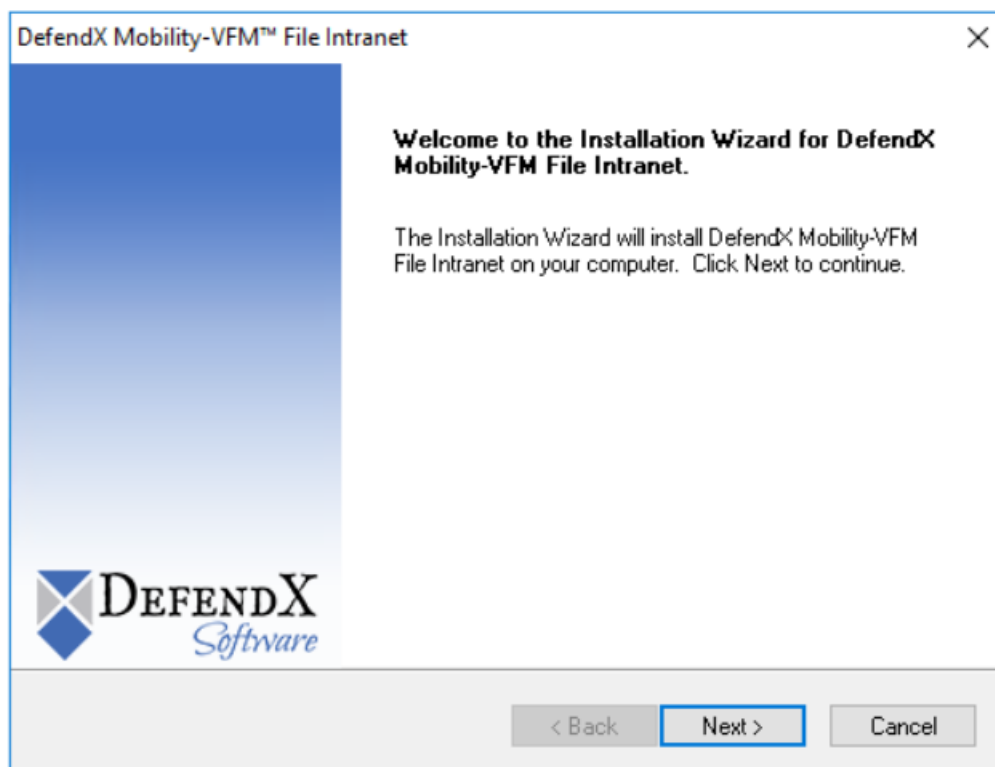 DefendX Mobility-VFM™ File Intranet
Welcome to the Installation Wizard for DefendX
Mobility-VFM File Intranet.
The Installation Wizard will install DefendX Mobility-VFM
File Intranet on your computer.  Click Next to continue.
DEFENDX
Software
< Back
Next >
Cancel